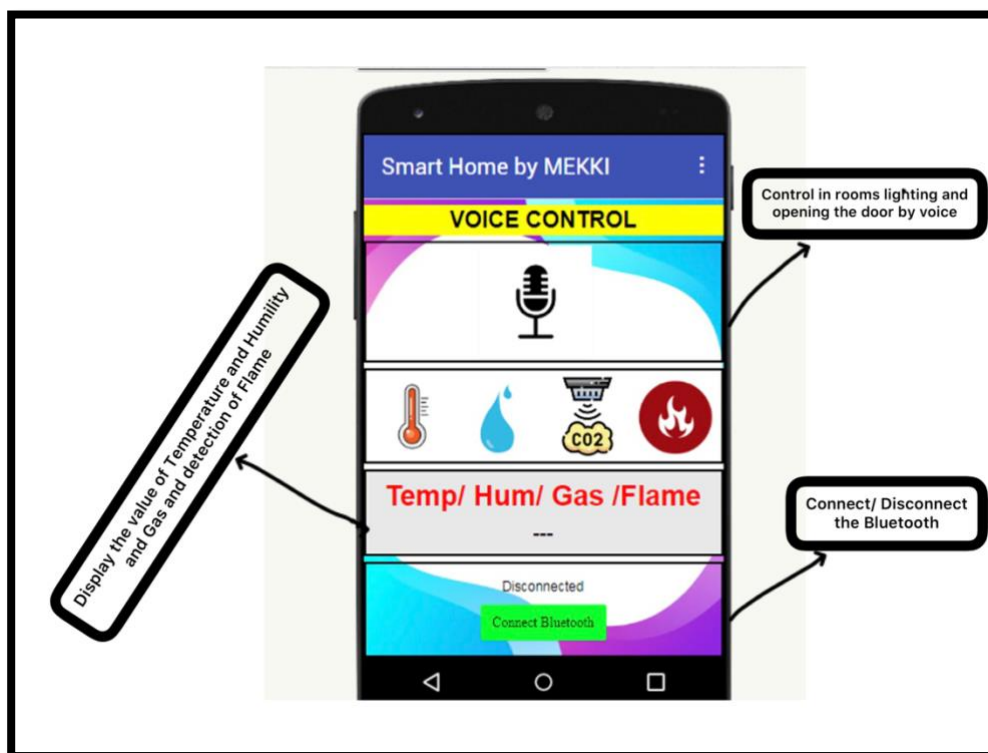 Smart Home by MEKKI
VOICE CONTROL
Control in rooms lighting and
opening the door by voice
Display the value of Temperature and Humility
and Gas and detection of Flame
CO2
Temp/ Hum/ Gas /Flame
---
Connect/ Disconnect
the Bluetooth
Disconnected
Connect Bluetooth